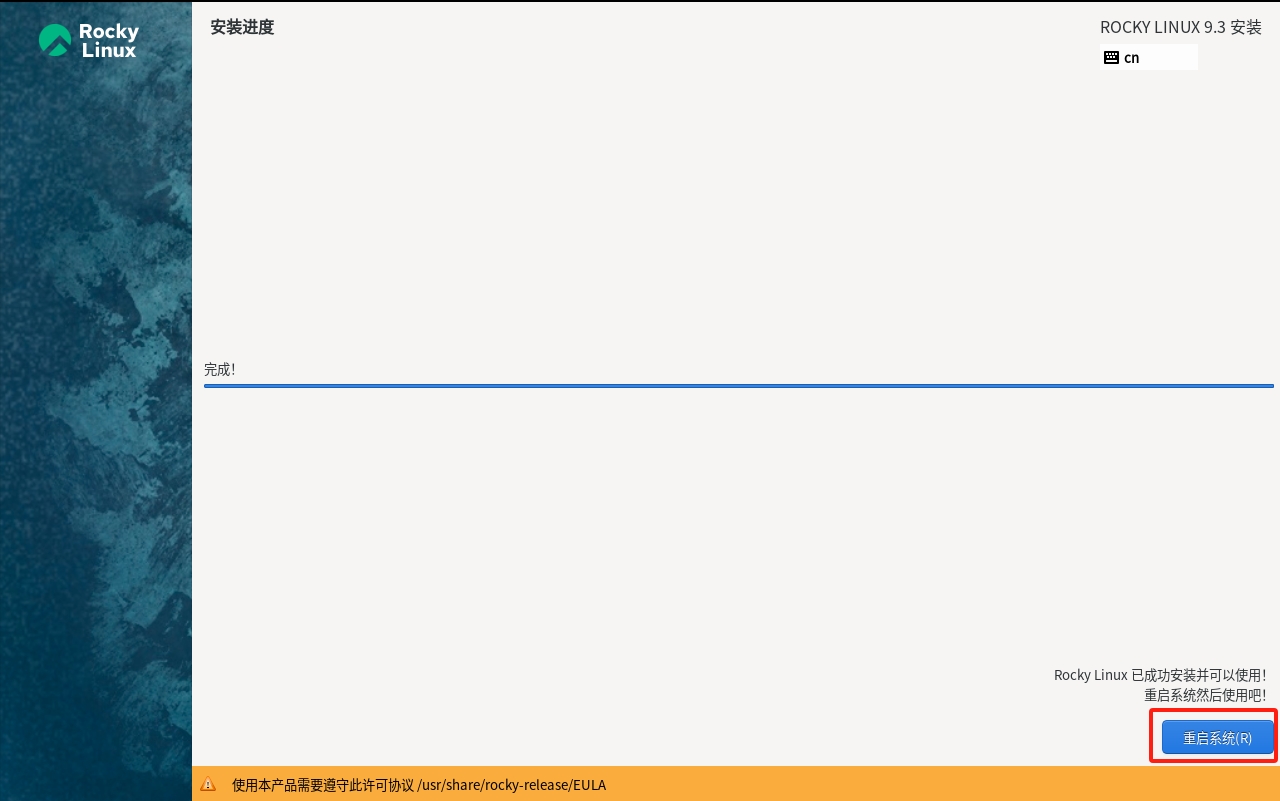 Rocky
Linux
安装进度
ROCKY LINUX 9.3 安装
cn
完成！
Rocky Linux 已成功安装并可以使用！
重启系统然后使用吧！
重启系统(R)
使用本产品需要遵守此许可协议 /usr/share/rocky-release/EULA